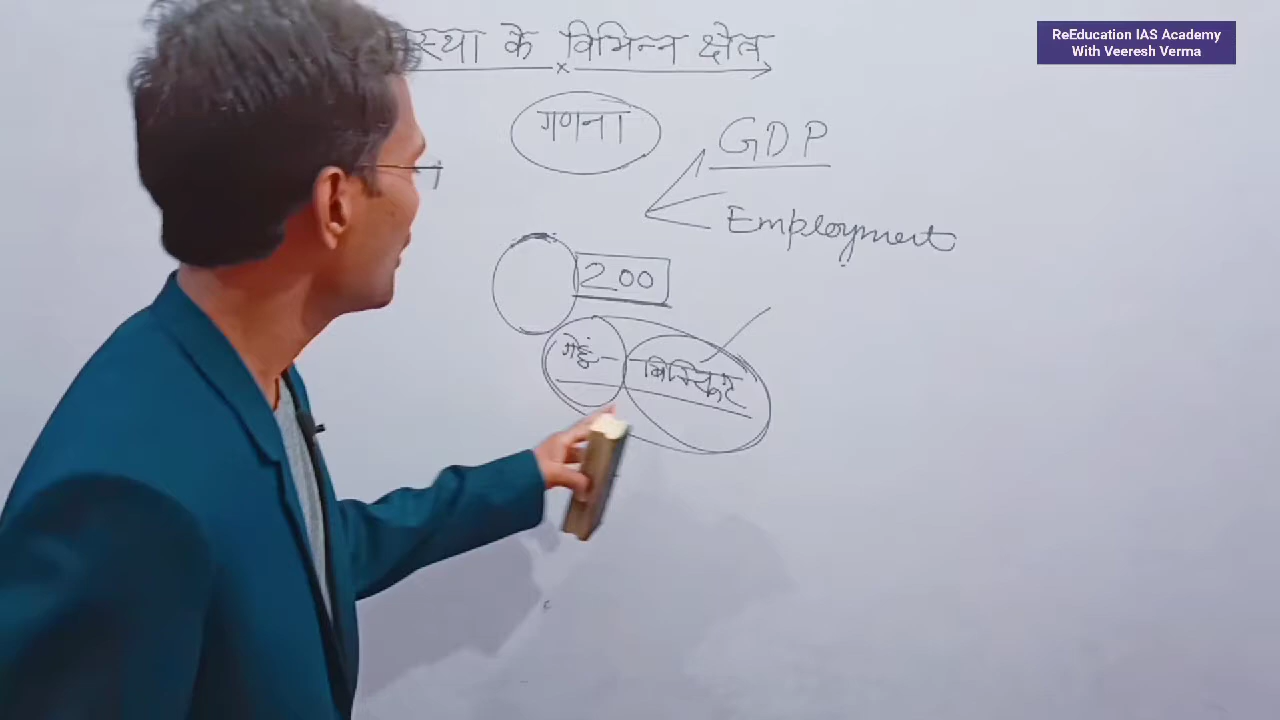 ReEducation IAS Academy
With Veeresh Verma
स्था के विभिन्न क्षेत्र
गणना
GDP
Employment
200
गेहूं - बिस्किट